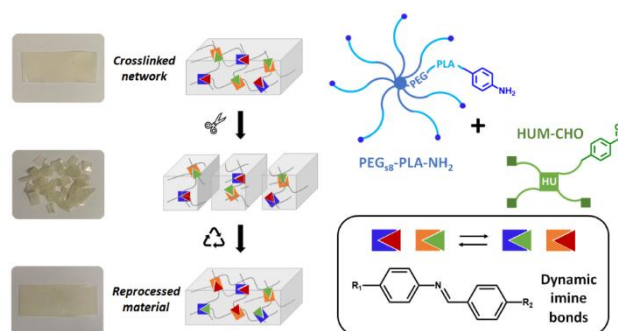 Crosslinked
network
PEG
PLA
NH₂
PEGs8-PLA-NH₂
+
HUM-CHO
HU
Reprocessed
material
R₁
N
R₂
Dynamic
imine
bonds